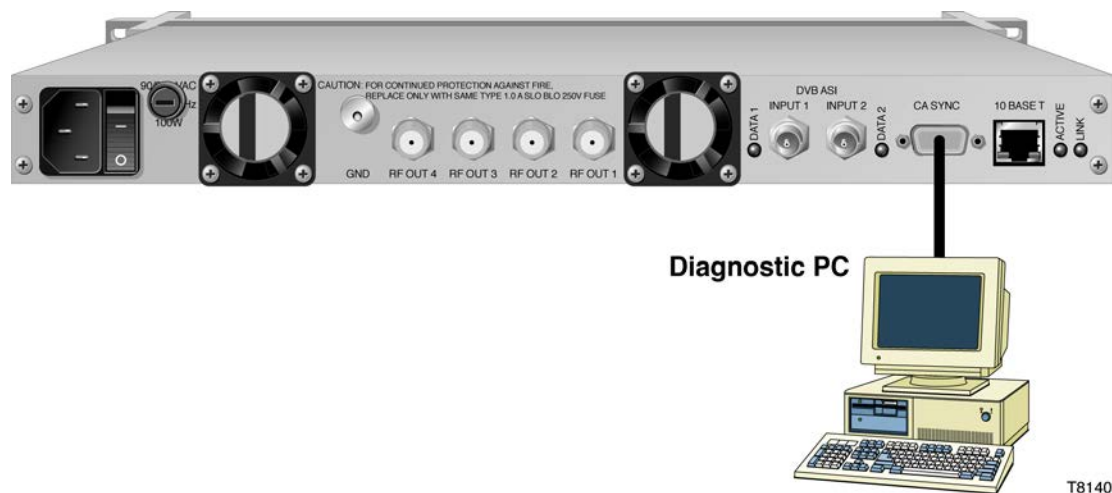 90/
VAC
Hz
100W
CAUTION: FOR CONTINUED PROTECTION AGAINST FIRE,
REPLACE ONLY WITH SAME TYPE 1.0 A SLO BLO 250V FUSE
GND
RF OUT 4
RF OUT 3
RF OUT 2
RF OUT 1
DVB ASI
INPUT 1
INPUT 2
DATA 1
DATA 2
CA SYNC
10 BASE T
ACTIVE
LINK
Diagnostic PC
T8140